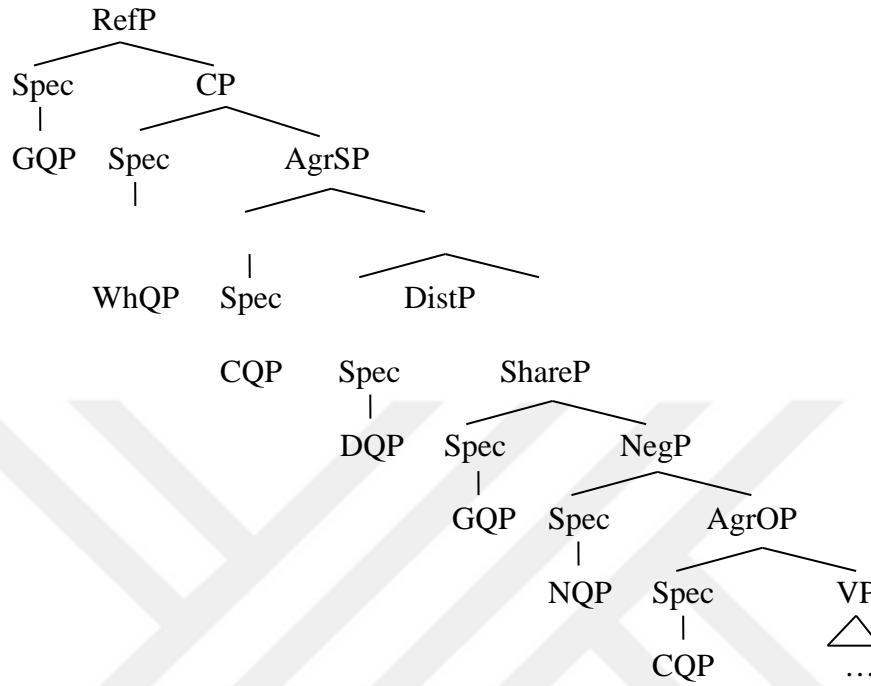 RefP
Spec CP
GQP Spec AgrSP
WhQP Spec DistP
CQP Spec ShareP
DQP Spec NegP
GQP Spec AgrOP
NQP Spec VP
CQP …